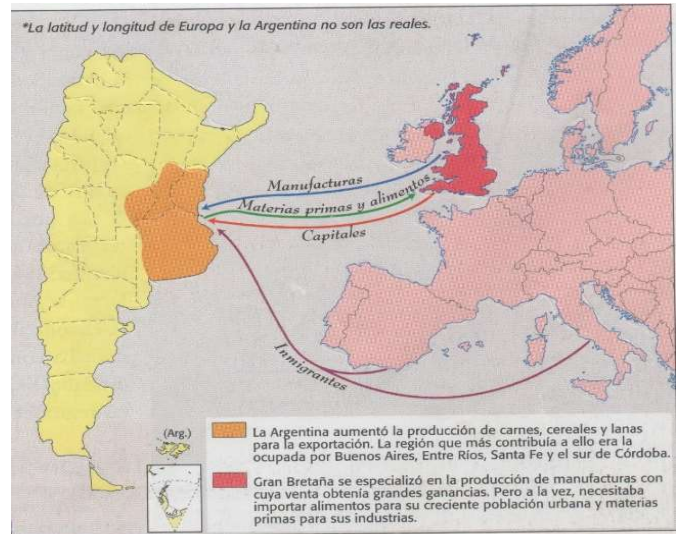 *La latitud y longitud de Europa y la Argentina no son las reales.
Manufacturas
Materias primas y alimentos
Capitales
Inmigrantes
(Arg.)
La Argentina aumentó la producción de carnes, cereales y lanas
para la exportación. La región que más contribuía a ello era la
ocupada por Buenos Aires, Entre Ríos, Santa Fe y el sur de Córdoba.
Gran Bretaña se especializó en la producción de manufacturas con
cuya venta obtenía grandes ganancias. Pero a la vez, necesitaba
importar alimentos para su creciente población urbana y materias
primas para sus industrias.